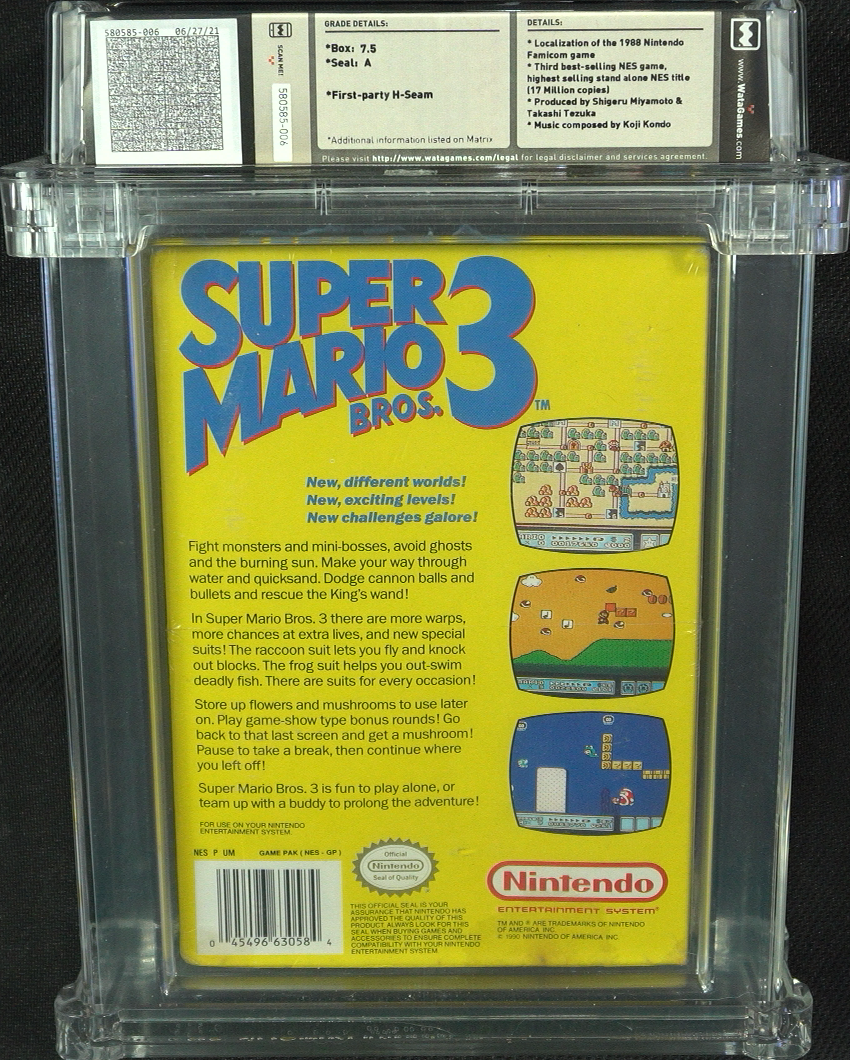 580585-006 06/27/21
SCAN ME!
580585-006
GRADE DETAILS:
*Box: 7.5
*Seal: A
*First-party H-Seam
*Additional information listed on Matrix
DETAILS:
* Localization of the 1988 Nintendo
Famicom game
* Third best-selling NES game,
highest selling stand alone NES title
(17 Million copies)
* Produced by Shigeru Miyamoto &
Takashi Tezuka
* Music composed by Koji Kondo
www.WataGames.com
Please visit http://www.watagames.com/legal for legal disclaimer and services agreement.
SUPER
MARIO
BROS. 3
TM
New, different worlds!
New, exciting levels!
New challenges galore!
Fight monsters and mini-bosses, avoid ghosts
and the burning sun. Make your way through
water and quicksand. Dodge cannon balls and
bullets and rescue the King's wand!
In Super Mario Bros. 3 there are more warps,
more chances at extra lives, and new special
suits! The raccoon suit lets you fly and knock
out blocks. The frog suit helps you out-swim
deadly fish. There are suits for every occasion!
Store up flowers and mushrooms to use later
on. Play game-show type bonus rounds! Go
back to that last screen and get a mushroom!
Pause to take a break, then continue where
you left off!
Super Mario Bros. 3 is fun to play alone, or
team up with a buddy to prolong the adventure!
FOR USE ON YOUR NINTENDO
ENTERTAINMENT SYSTEM.
NES P UM GAME PAK ( NES - GP )
0 45496 63058 4
Official
Nintendo
Seal of Quality
THIS OFFICIAL SEAL IS YOUR
ASSURANCE THAT NINTENDO HAS
APPROVED THE QUALITY OF THIS
PRODUCT. ALWAYS LOOK FOR THIS
SEAL WHEN BUYING GAMES AND
ACCESSORIES TO ENSURE COMPLETE
COMPATIBILITY WITH YOUR NINTENDO
ENTERTAINMENT SYSTEM.
Nintendo®
ENTERTAINMENT SYSTEM®
TM AND ® ARE TRADEMARKS OF NINTENDO
OF AMERICA INC.
© 1990 NINTENDO OF AMERICA INC.